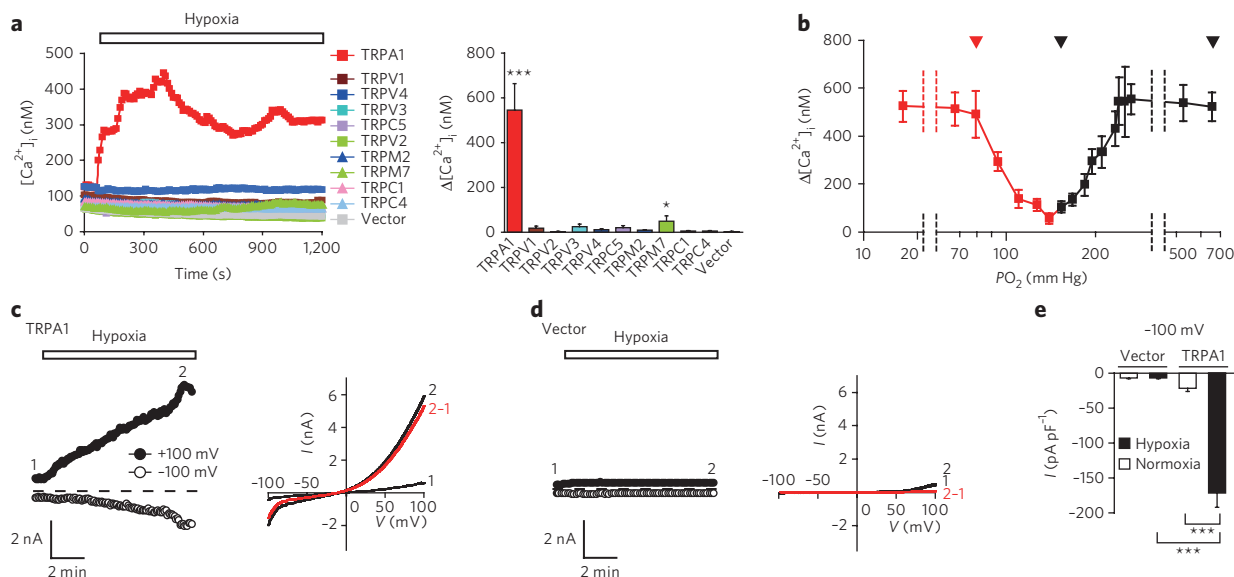 a
Hypoxia
[Ca2+]i (nM)
500
400
300
200
100
0
0 300 600 900 1,200
Time (s)
TRPA1
TRPV1
TRPV4
TRPV3
TRPC5
TRPV2
TRPM2
TRPM7
TRPC1
TRPC4
Vector
Δ[Ca2+]i (nM)
800
600
400
200
0
***
*
TRPA1 TRPV1 TRPV2 TRPV3 TRPV4 TRPC5 TRPM2 TRPM7 TRPC1 TRPC4 Vector
b
Δ[Ca2+]i (nM)
800
600
400
200
0
10 20 70 100 200 500 700
PO2 (mm Hg)
c
TRPA1
Hypoxia
1
2
+100 mV
−100 mV
2 nA
2 min
I (nA)
6
4
2
−2
−100 −50
0 50 100
V (mV)
2
2–1
1
d
Vector
Hypoxia
1 2
2 nA
2 min
I (nA)
6
4
2
−2
−100 −50
0 50 100
V (mV)
2
1
2–1
e
−100 mV
Vector TRPA1
I (pA pF−1)
0
−50
−100
−150
−200
Hypoxia
Normoxia
***
***